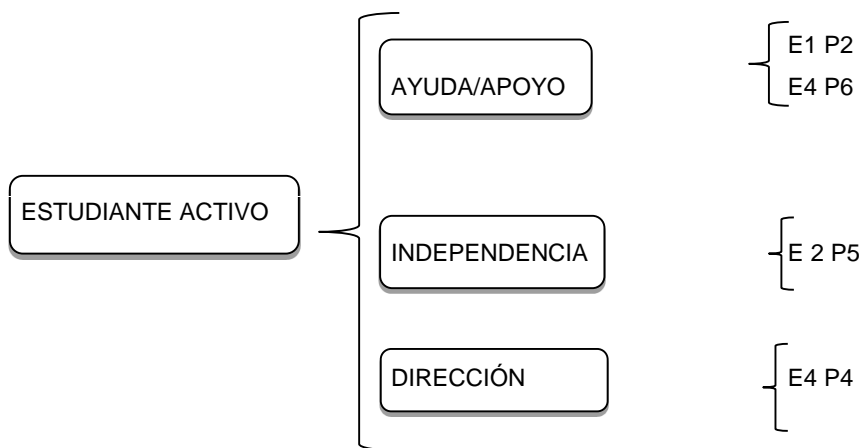 E1 P2
AYUDA/APOYO
E4 P6
ESTUDIANTE ACTIVO
INDEPENDENCIA
E 2 P5
DIRECCIÓN
E4 P4